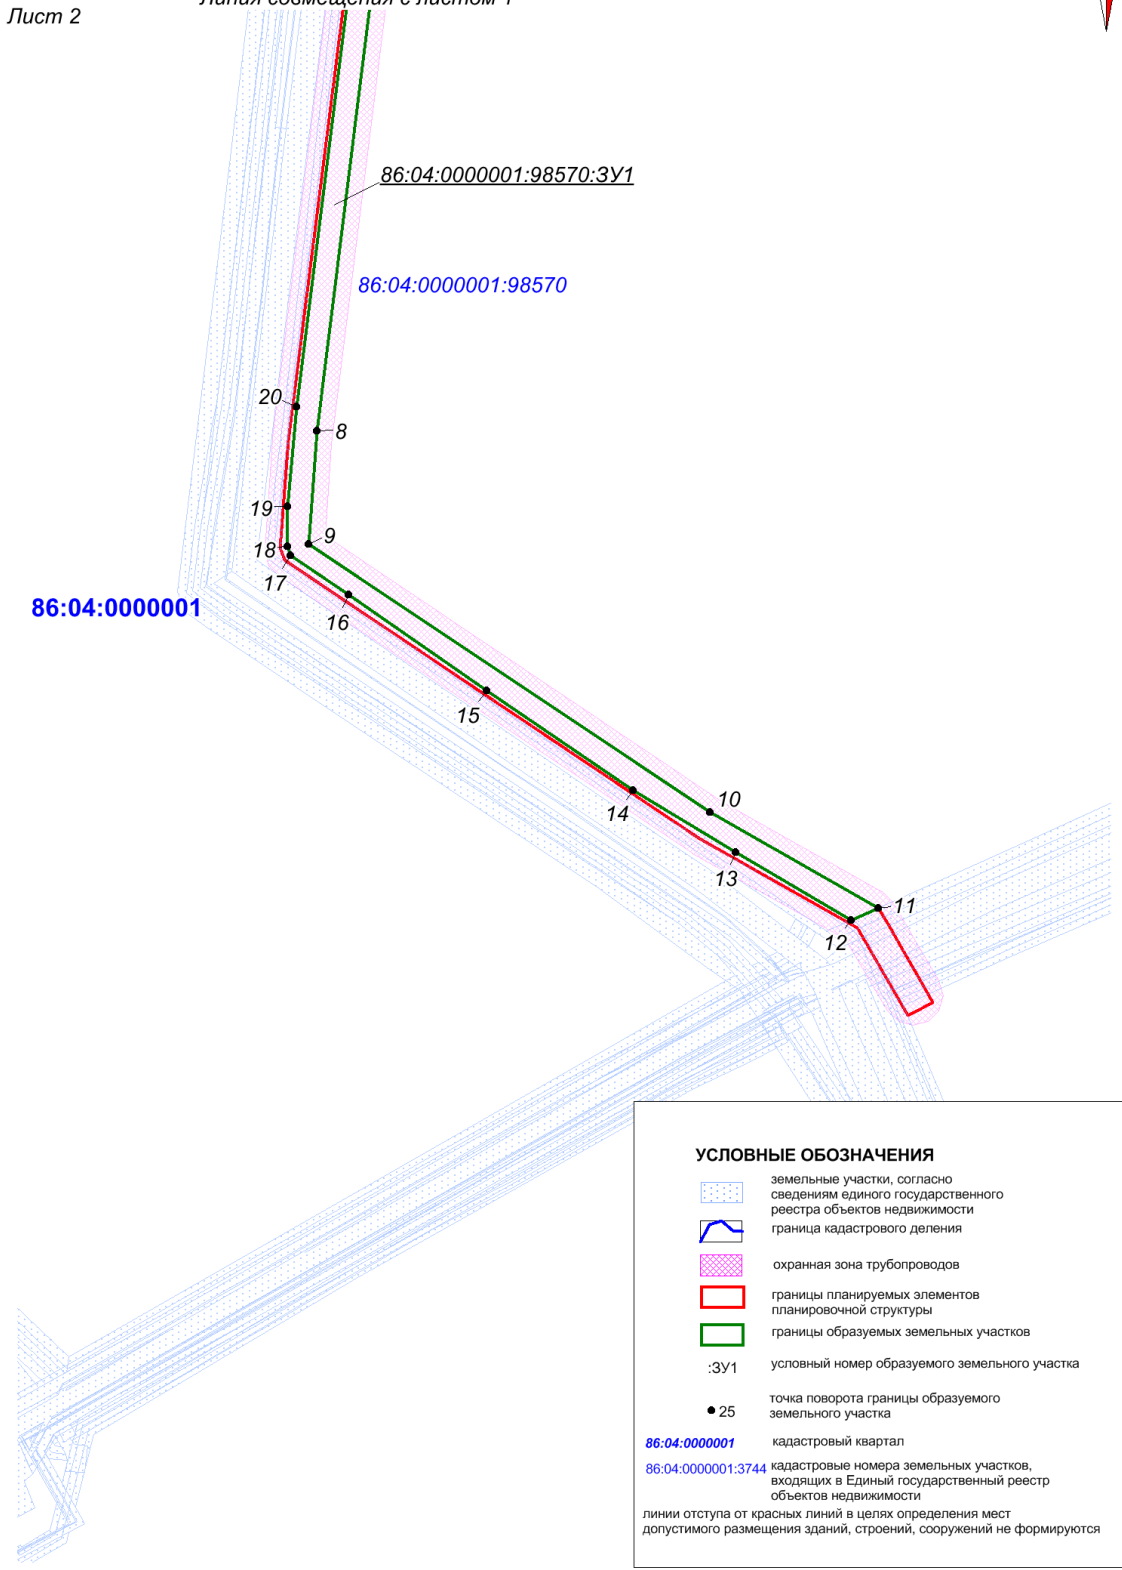 Линия совмещения с листом 1
Лист 2
86:04:0000001:98570:ЗУ1
86:04:0000001:98570
20
8
19
9
18
17
86:04:0000001
16
15
10
14
13
11
12
УСЛОВНЫЕ ОБОЗНАЧЕНИЯ
земельные участки, согласно
сведениям единого государственного
реестра объектов недвижимости
граница кадастрового деления
охранная зона трубопроводов
границы планируемых элементов
планировочной структуры
границы образуемых земельных участков
:ЗУ1 условный номер образуемого земельного участка
25 точка поворота границы образуемого
земельного участка
86:04:0000001 кадастровый квартал
86:04:0000001:3744 кадастровые номера земельных участков,
входящих в Единый государственный реестр
объектов недвижимости
линии отступа от красных линий в целях определения мест
допустимого размещения зданий, строений, сооружений не формируются